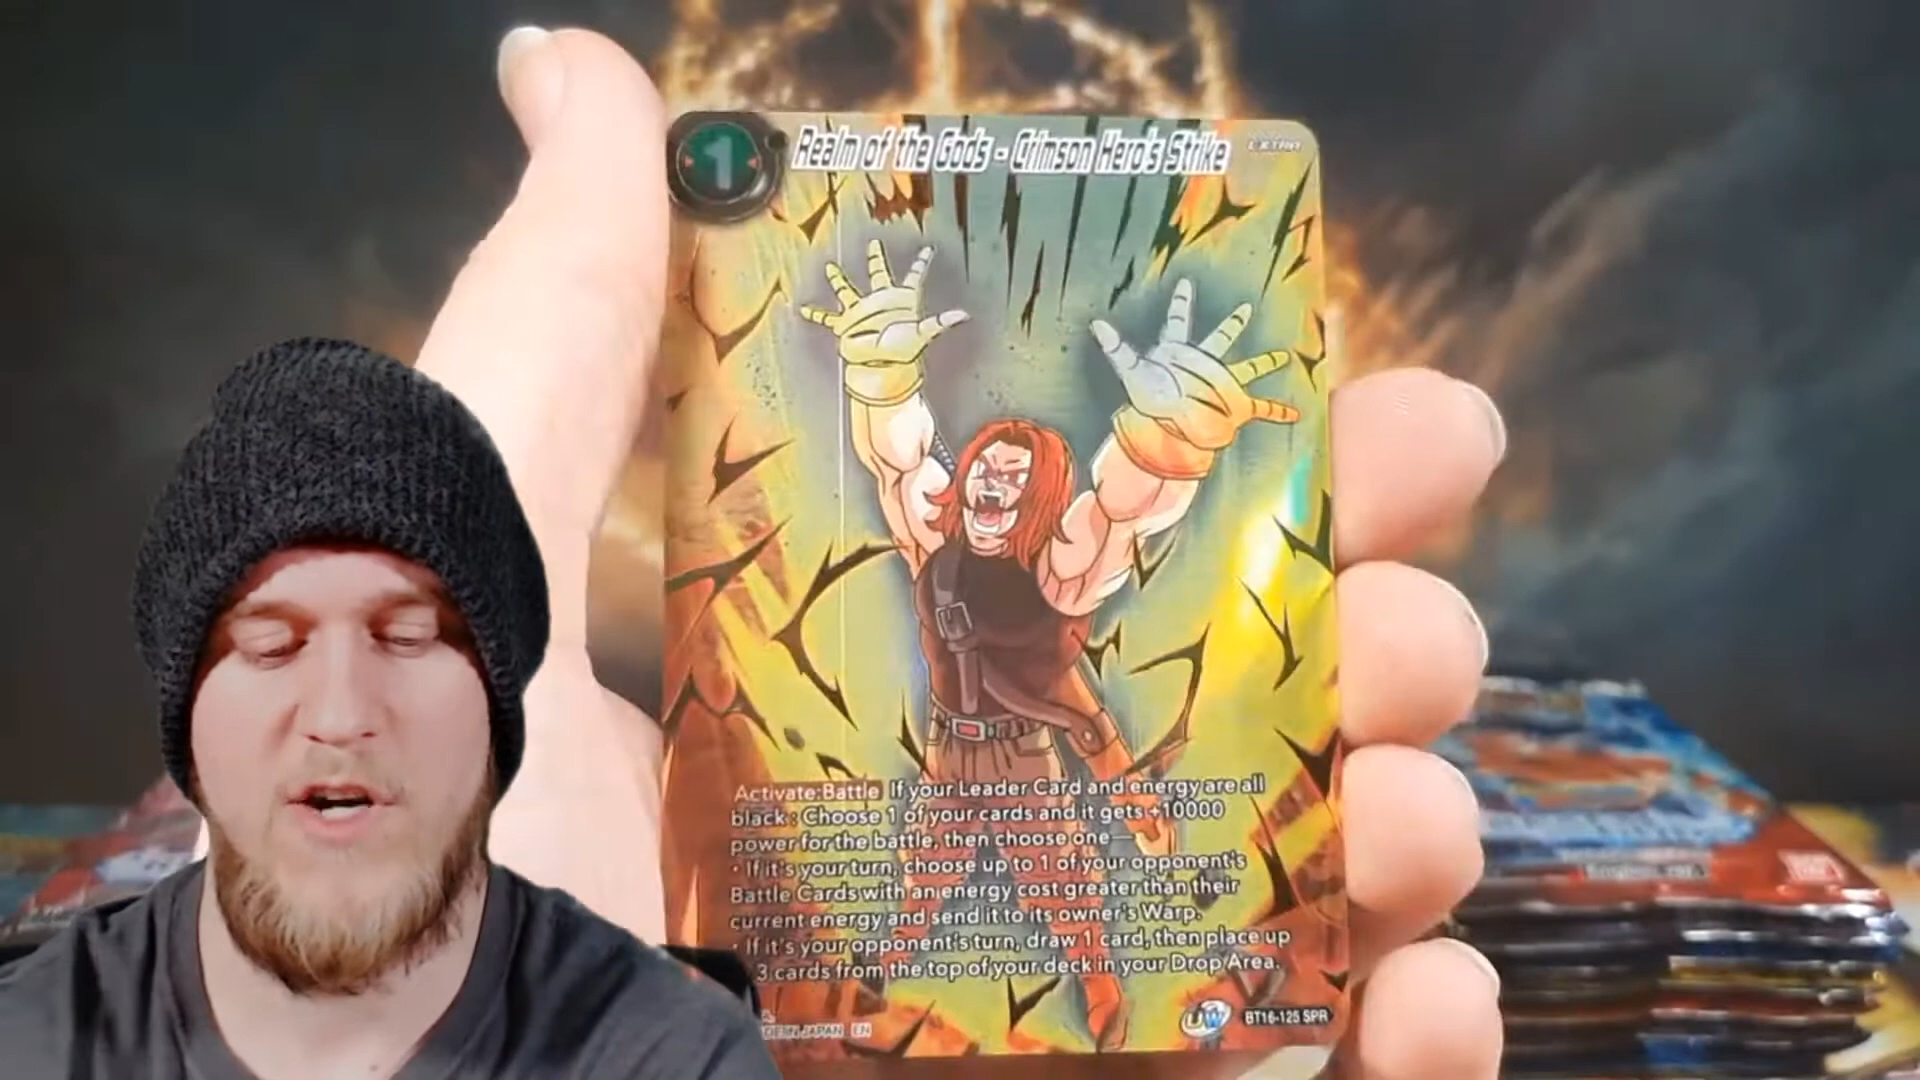 1
Realm of the Gods - Crimson Hero's Strike
EXTRA
Activate:Battle If your Leader Card and energy are all
black : Choose 1 of your cards and it gets +10000
power for the battle, then choose one—
・If it's your turn, choose up to 1 of your opponent's
Battle Cards with an energy cost greater than their
current energy and send it to its owner's Warp.
・If it's your opponent's turn, draw 1 card, then place up
3 cards from the top of your deck in your Drop Area.
UW
BT16-125 SPR
DE IN JAPAN EN